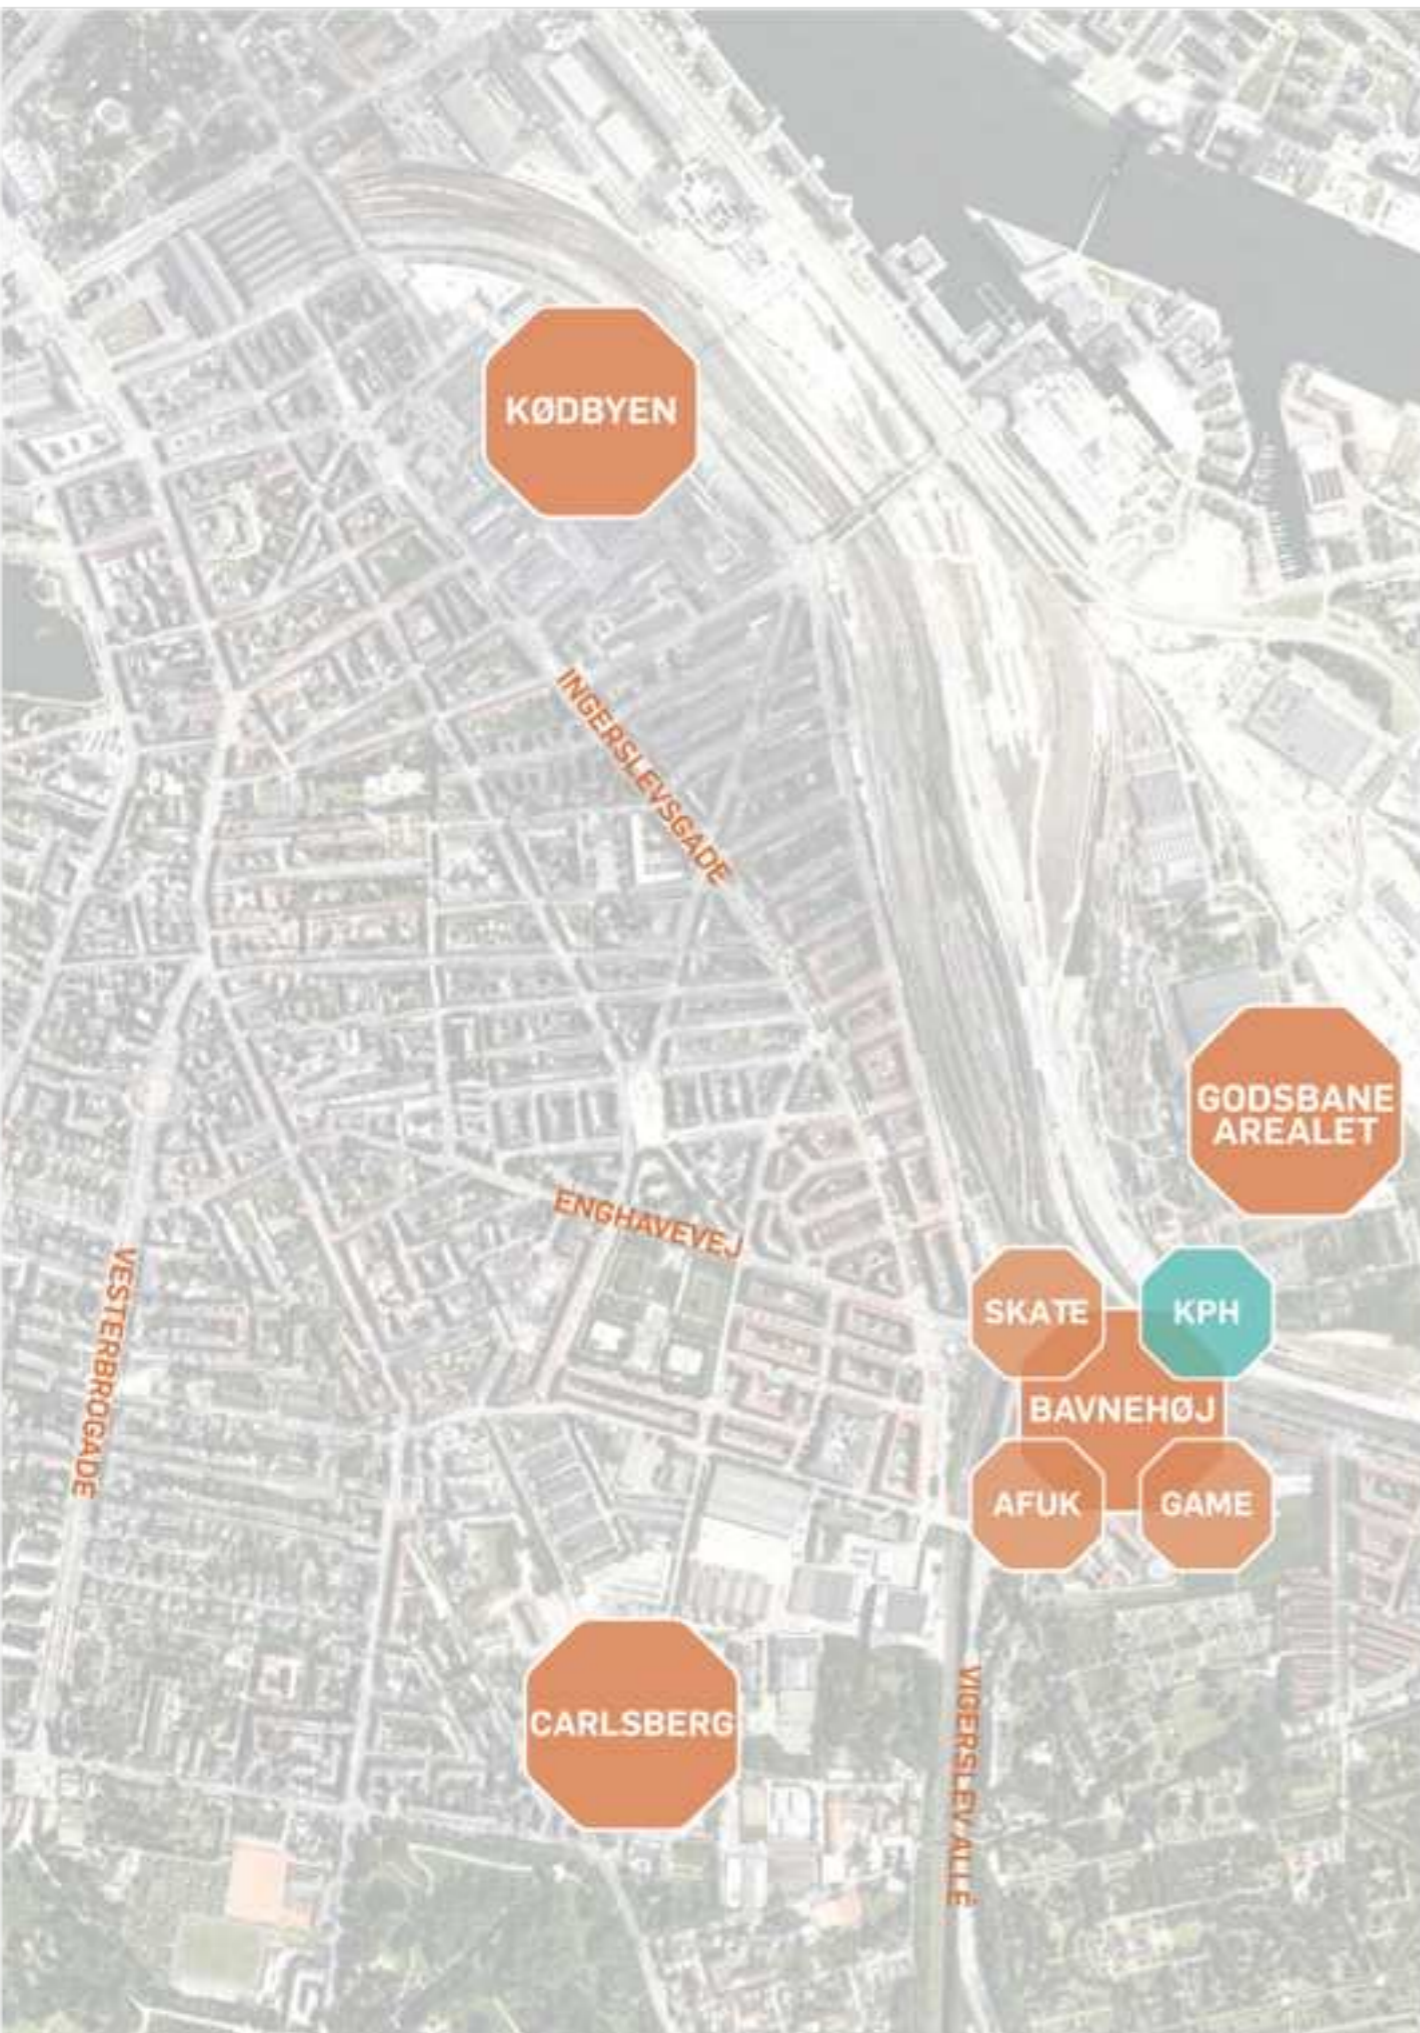 KØDBYEN
INGERSLEVSGADE
GODSBANE
AREALET
ENGHAVEVEJ
VESTERBROGADE
SKATE
KPH
BAVNEHØJ
AFUK
GAME
CARLSBERG
VIGERSLEV ALLÉ